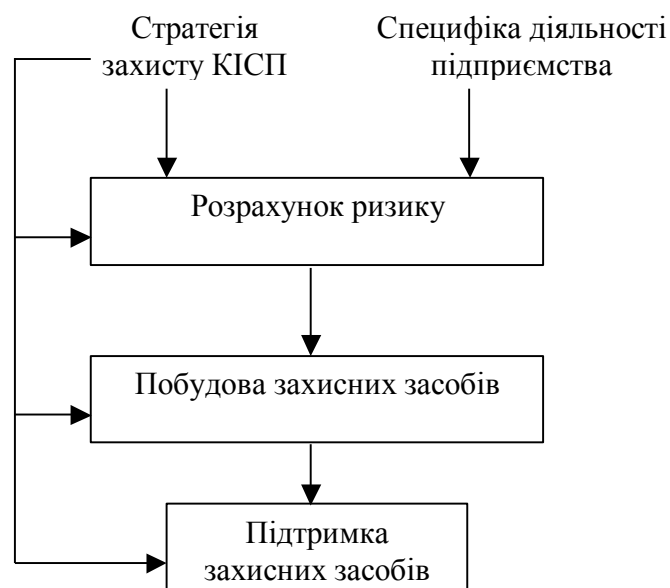 Стратегія
захисту КІСП
Специфіка діяльності
підприємства
Розрахунок ризику
Побудова захисних засобів
Підтримка
захисних засобів